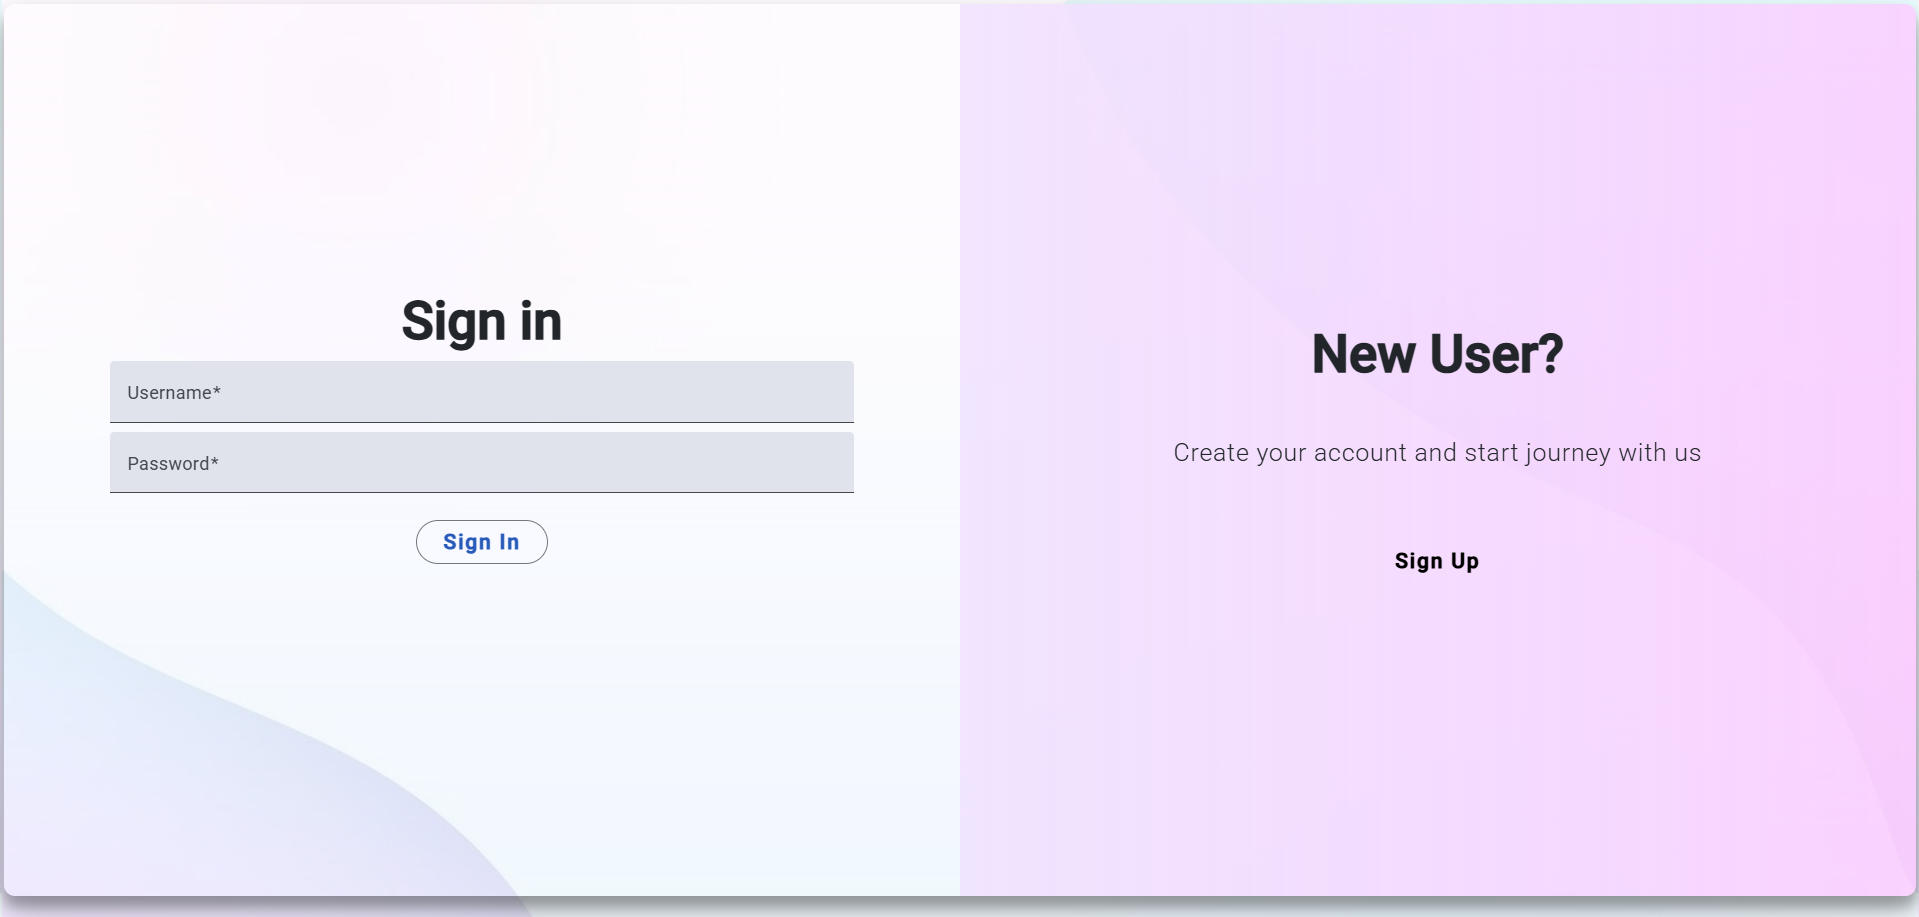 Sign in
Username*
Password*
Sign In
New User?
Create your account and start journey with us
Sign Up